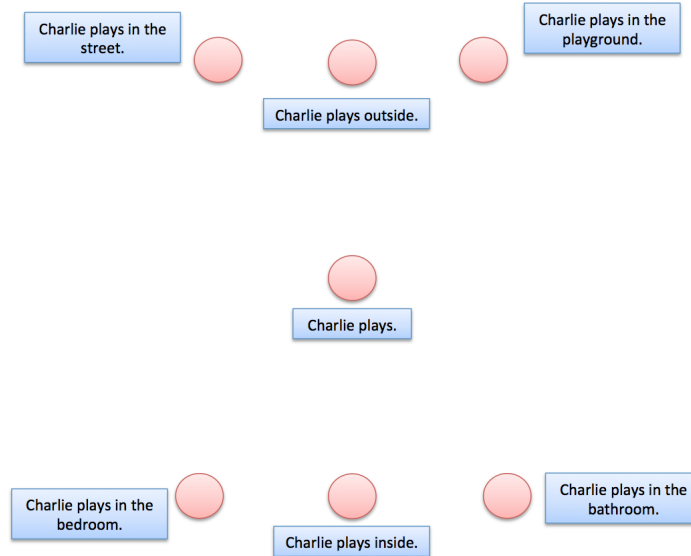 Charlie plays in the
street.
Charlie plays in the
playground.
Charlie plays outside.
Charlie plays.
Charlie plays in the
bedroom.
Charlie plays inside.
Charlie plays in the
bathroom.